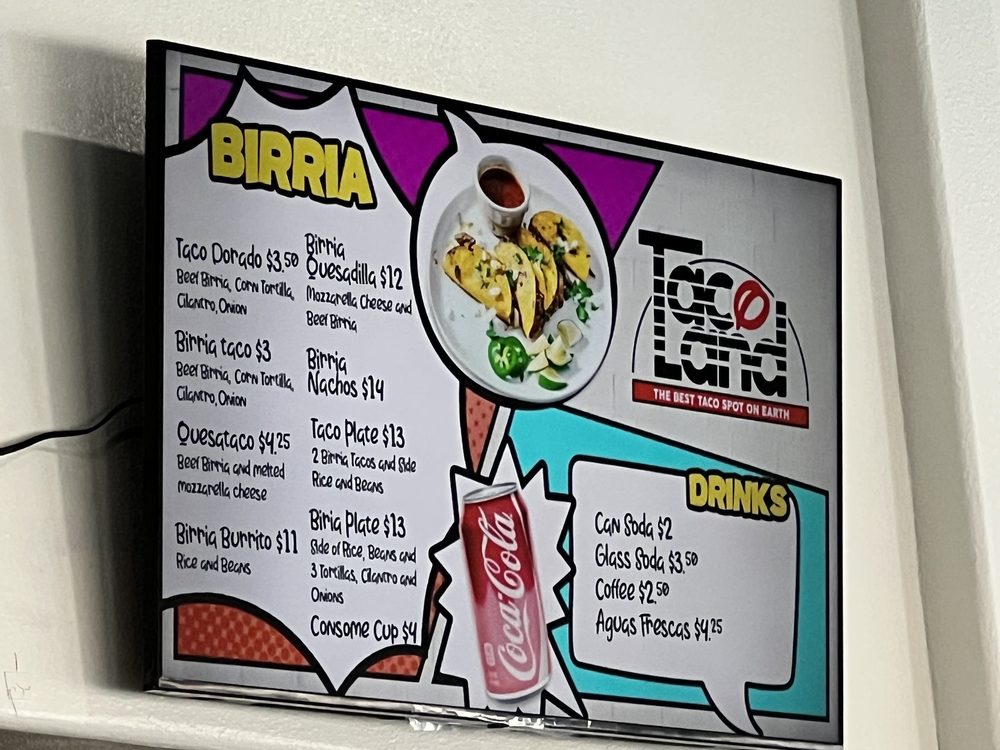 BIRRIA
Taco Dorado $3.50
Beef Birria, Corn Tortilla,
Cilantro, Onion
Birria taco $3
Beef Birria, Corn Tortilla,
Cilantro, Onion
Quesataco $4.25
Beef Birria and melted
mozzarella cheese
Birria Burrito $11
Rice and Beans
Birria
Quesadilla $12
Mozzarella Cheese and
Beef Birria
Birria
Nachos $14
Taco Plate $13
2 Birria Tacos and Side
Rice and Beans
Biria Plate $13
Side of Rice, Beans and
3 Tortillas, Cilantro and
Onions
Consome Cup $4
Taco
Land
THE BEST TACO SPOT ON EARTH
Coca-Cola
DRINKS
Can Soda $2
Glass Soda $3.50
Coffee $2.50
Aguas Frescas $4.25